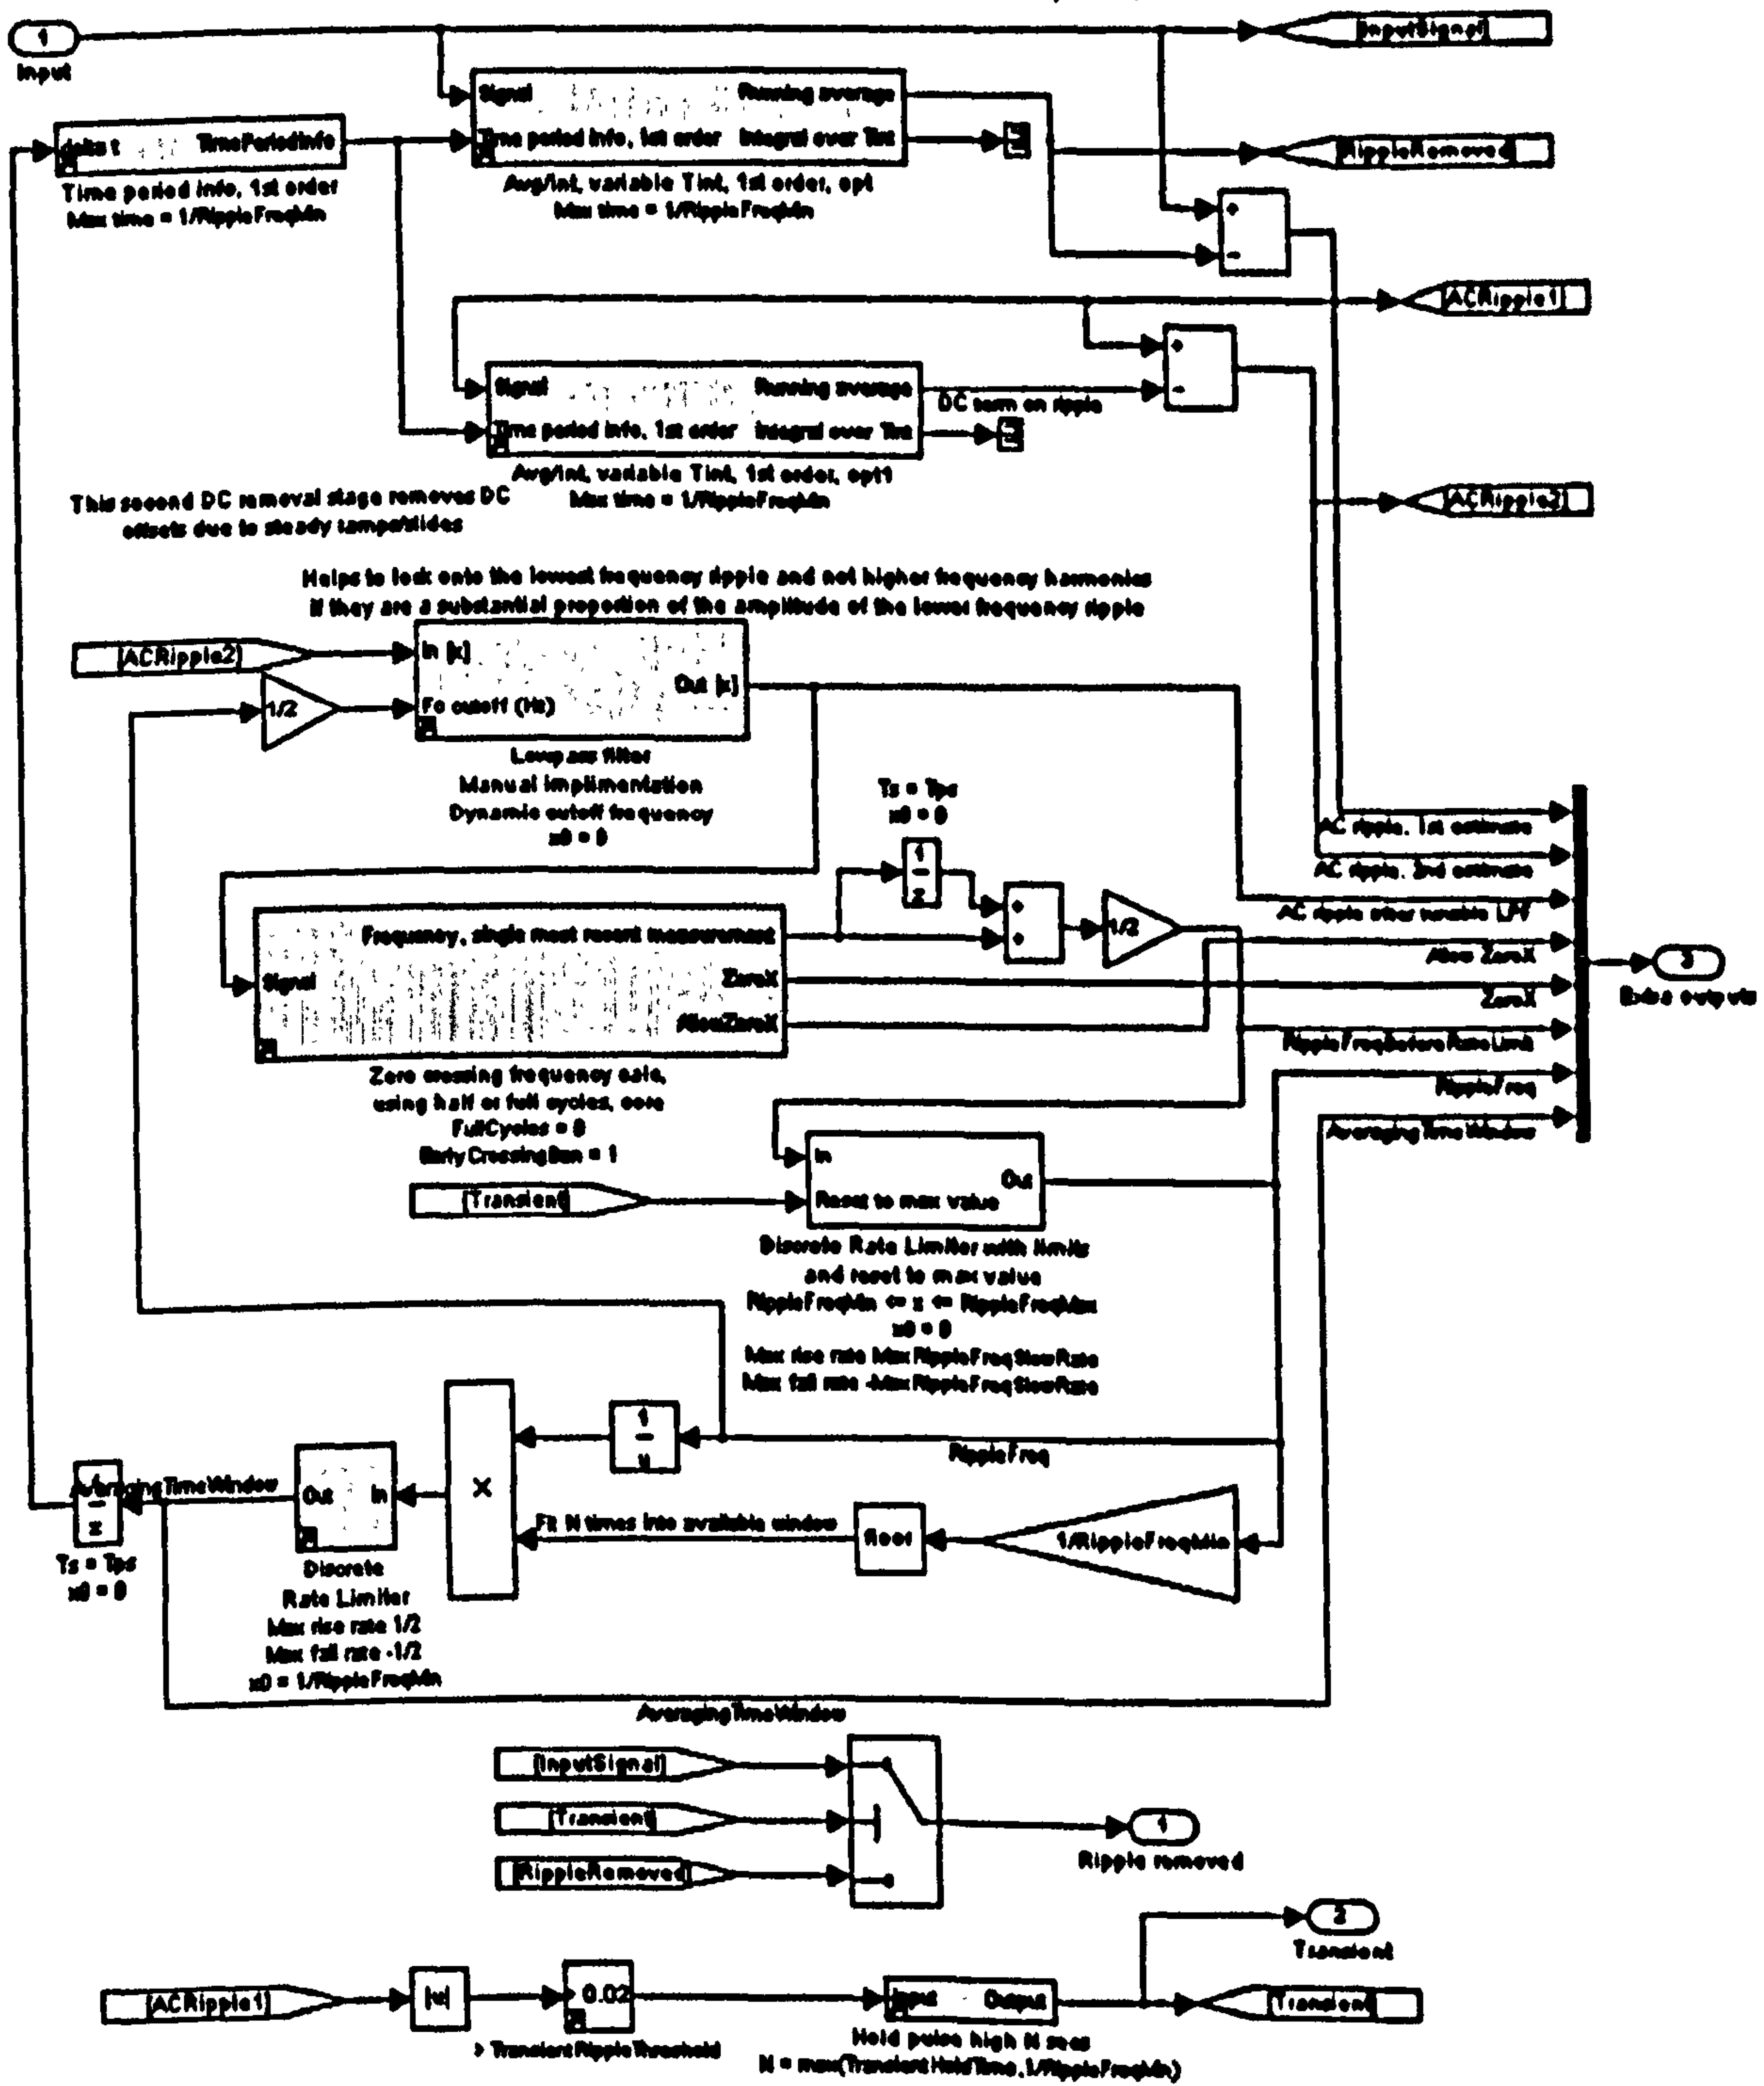 1
Input
[InputSignal]
Signal
Running average
delta t
TimePeriodInfo
Time period info, 1st order
Integral over Tint
[RippleRemoved]
Time period info, 1st order
Max time = 1/RippleFreqMin
Avg/Int, variable Tint, 1st order, opt
Max time = 1/RippleFreqMin
+
-
[ACRipple1]
+
-
Signal
Running average
DC term on ripple
Time period info, 1st order
Integral over Tint
Avg/Int, variable Tint, 1st order, opt1
Max time = 1/RippleFreqMin
This second DC removal stage removes DC
offsets due to steady ramps/slides
[ACRipple2]
Helps to lock onto the lowest frequency ripple and not higher frequency harmonics
if they are a substantial proportion of the amplitude of the lower frequency ripple
[ACRipple2]
In [x]
Out [x]
1/2
Fo cutoff (Hz)
Lowpass filter
Manual implimentation
Dynamic cutoff frequency
x0 = 0
Ts = Tps
x0 = 0
1
z
+
+
1/2
AC ripple, 1st estimate
AC ripple, 2nd estimate
AC ripple after tunable LPF
Allow ZeroX
ZeroX
RippleFreqBeforeRateLimit
RippleFreq
AveragingTimeWindow
3
Extra outputs
Frequency, single most recent measurement
Signal
ZeroX
AllowZeroX
Zero crossing frequency calc,
using half or full cycles, core
FullCycles = 0
EarlyCrossingBan = 1
In
Out
[Transient]
Reset to max value
Discrete Rate Limiter with limits
and reset to max value
RippleFreqMin <= x <= RippleFreqMax
x0 = 0
Max rise rate MaxRippleFreqSlewRate
Max fall rate -MaxRippleFreqSlewRate
1
u
RippleFreq
X
AveragingTimeWindow
1
z
Out
In
Fit N times into available window
floor
1/RippleFreqMin
Ts = Tps
x0 = 0
Discrete
Rate Limiter
Max rise rate 1/2
Max fall rate -1/2
x0 = 1/RippleFreqMin
AveragingTimeWindow
[InputSignal]
[Transient]
[RippleRemoved]
1
Ripple removed
2
Transient
[ACRipple1]
|u|
> 0.02
Input
Output
[Transient]
> TransientRippleThreshold
Hold pulse high N secs
N = max(TransientHoldTime,1/RippleFreqMin)